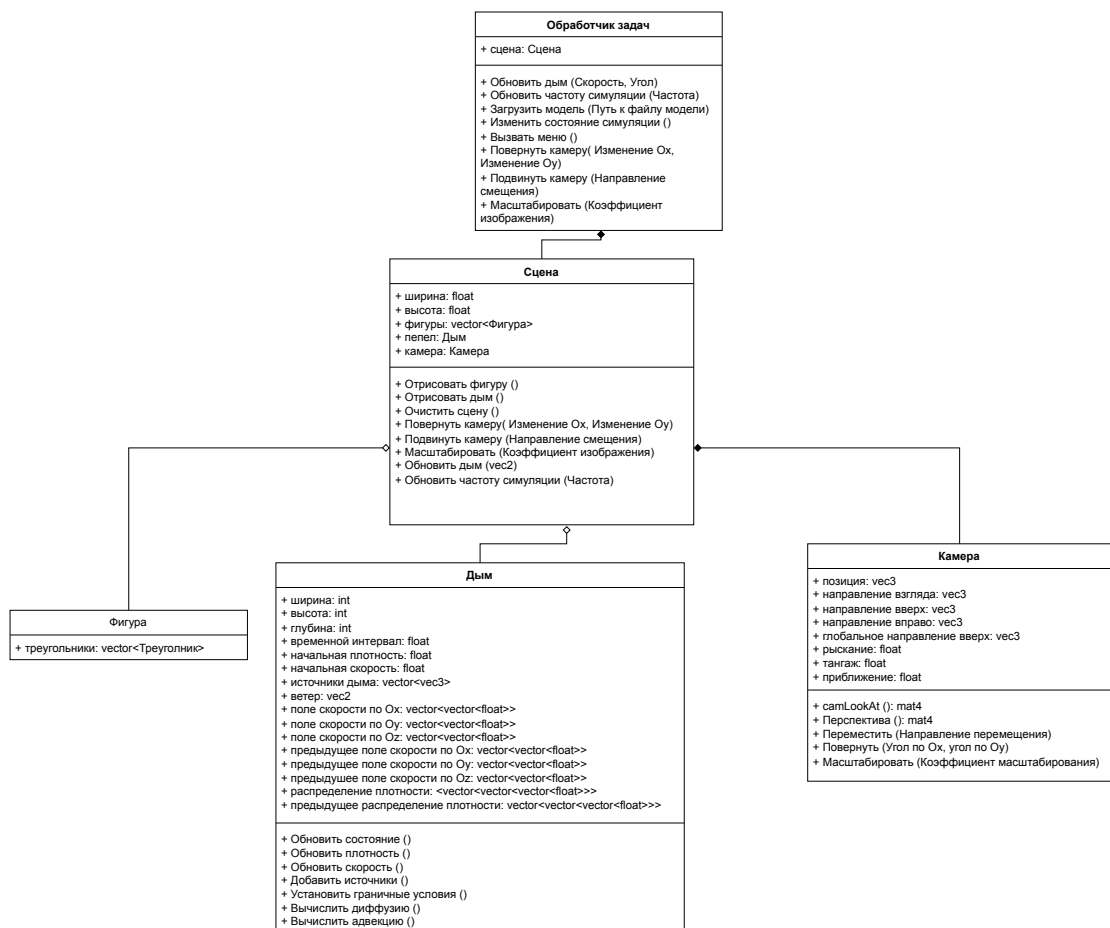 Обработчик задач
+ сцена: Сцена
+ Обновить дым (Скорость, Угол)
+ Обновить частоту симуляции (Частота)
+ Загрузить модель (Путь к файлу модели)
+ Изменить состояние симуляции ()
+ Вызвать меню ()
+ Повернуть камеру( Изменение Ox,
Изменение Oy)
+ Подвинуть камеру (Направление
смещения)
+ Масштабировать (Коэффициент
изображения)
Сцена
+ ширина: float
+ высота: float
+ фигуры: vector<Фигура>
+ пепел: Дым
+ камера: Камера
+ Отрисовать фигуру ()
+ Отрисовать дым ()
+ Очистить сцену ()
+ Повернуть камеру( Изменение Ox, Изменение Oy)
+ Подвинуть камеру (Направление смещения)
+ Масштабировать (Коэффициент изображения)
+ Обновить дым (vec2)
+ Обновить частоту симуляции (Частота)
Фигура
+ треугольники: vector<Треуголник>
Дым
+ ширина: int
+ высота: int
+ глубина: int
+ временной интервал: float
+ начальная плотность: float
+ начальная скорость: float
+ источники дыма: vector<vec3>
+ ветер: vec2
+ поле скорости по Ox: vector<vector<float>>
+ поле скорости по Oy: vector<vector<float>>
+ поле скорости по Oz: vector<vector<float>>
+ предыдущее поле скорости по Ox: vector<vector<float>>
+ предыдущее поле скорости по Oy: vector<vector<float>>
+ предыдущее поле скорости по Oz: vector<vector<float>>
+ распределение плотности: <vector<vector<vector<float>>>
+ предыдущее распределение плотности: vector<vector<vector<float>>>
+ Обновить состояние ()
+ Обновить плотность ()
+ Обновить скорость ()
+ Добавить источники ()
+ Установить граничные условия ()
+ Вычислить диффузию ()
+ Вычислить адвекцию ()
Камера
+ позиция: vec3
+ направление взгляда: vec3
+ направление вверх: vec3
+ направление вправо: vec3
+ глобальное направление вверх: vec3
+ рыскание: float
+ тангаж: float
+ приближение: float
+ camLookAt (): mat4
+ Перспектива (): mat4
+ Переместить (Направление перемещения)
+ Повернуть (Угол по Ox, угол по Oy)
+ Масштабировать (Коэффициент масштабирования)